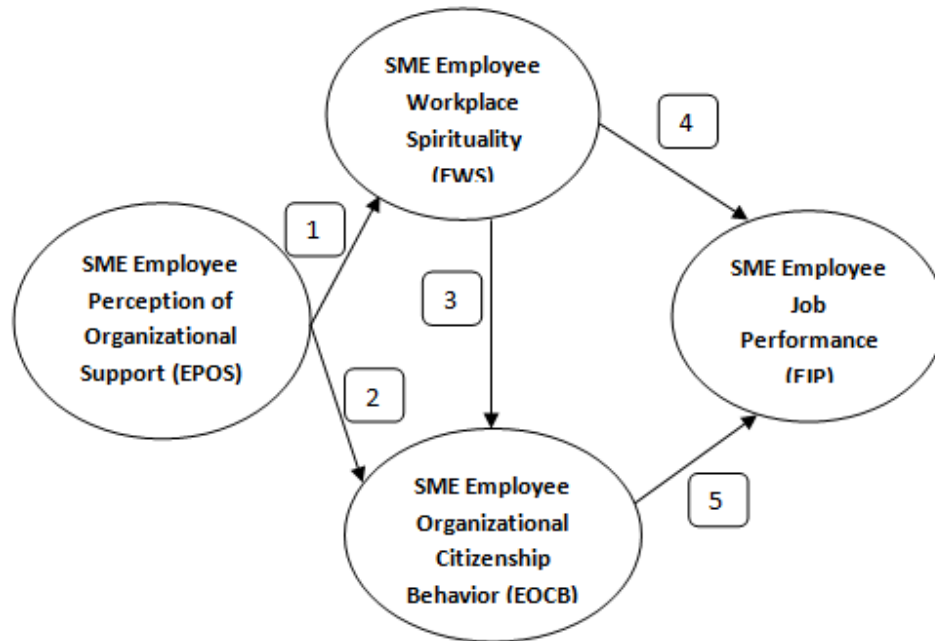 SME Employee
Workplace
Spirituality
(EWS)
4
1
SME Employee
Perception of
Organizational
Support (EPOS)
SME Employee
Job
Performance
(EJP)
3
2
SME Employee
Organizational
Citizenship
Behavior (EOCB)
5